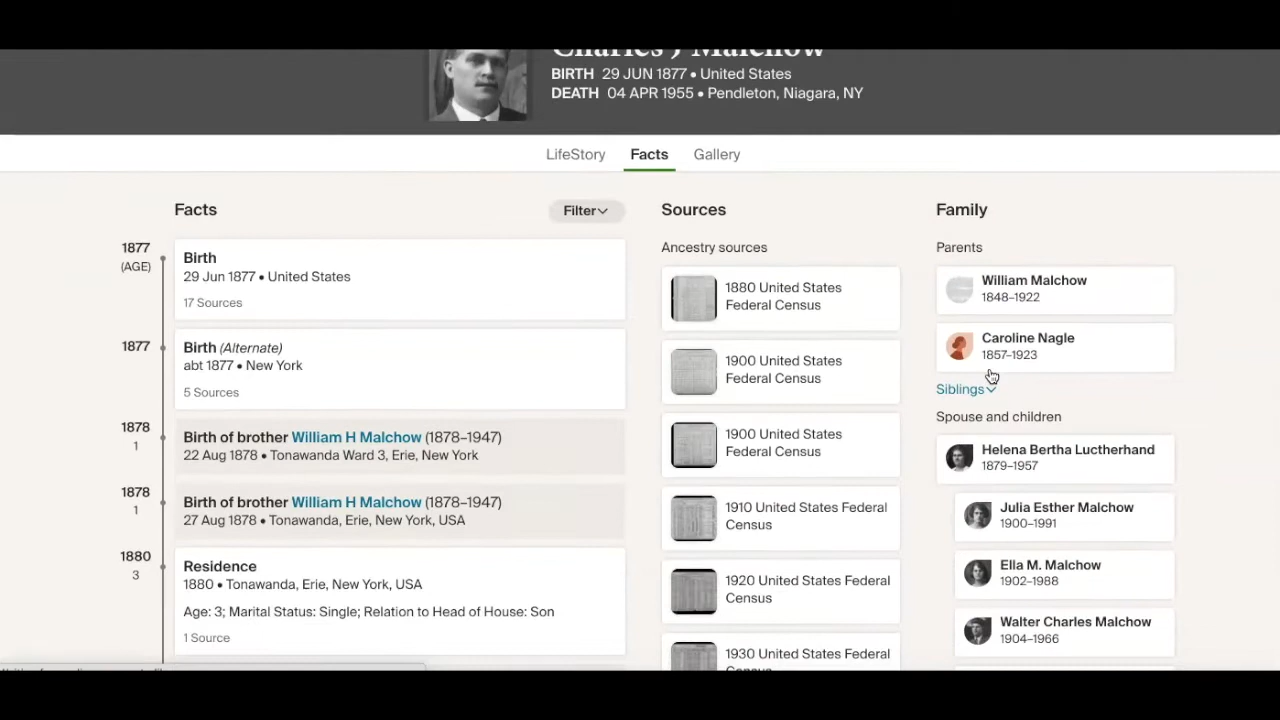 Charles J Malchow
BIRTH 29 JUN 1877 • United States
DEATH 04 APR 1955 • Pendleton, Niagara, NY
LifeStory
Facts
Gallery
Facts
Filter
1877
(AGE)
Birth
29 Jun 1877 • United States
17 Sources
1877
Birth (Alternate)
abt 1877 • New York
5 Sources
1878
1
Birth of brother William H Malchow (1878–1947)
22 Aug 1878 • Tonawanda Ward 3, Erie, New York
1878
1
Birth of brother William H Malchow (1878–1947)
27 Aug 1878 • Tonawanda, Erie, New York, USA
1880
3
Residence
1880 • Tonawanda, Erie, New York, USA
Age: 3; Marital Status: Single; Relation to Head of House: Son
1 Source
Sources
Ancestry sources
1880 United States
Federal Census
1900 United States
Federal Census
1900 United States
Federal Census
1910 United States Federal
Census
1920 United States Federal
Census
1930 United States Federal
Census
Family
Parents
William Malchow
1848–1922
Caroline Nagle
1857–1923
Siblings
Spouse and children
Helena Bertha Luctherhand
1879–1957
Julia Esther Malchow
1900–1991
Ella M. Malchow
1902–1988
Walter Charles Malchow
1904–1966